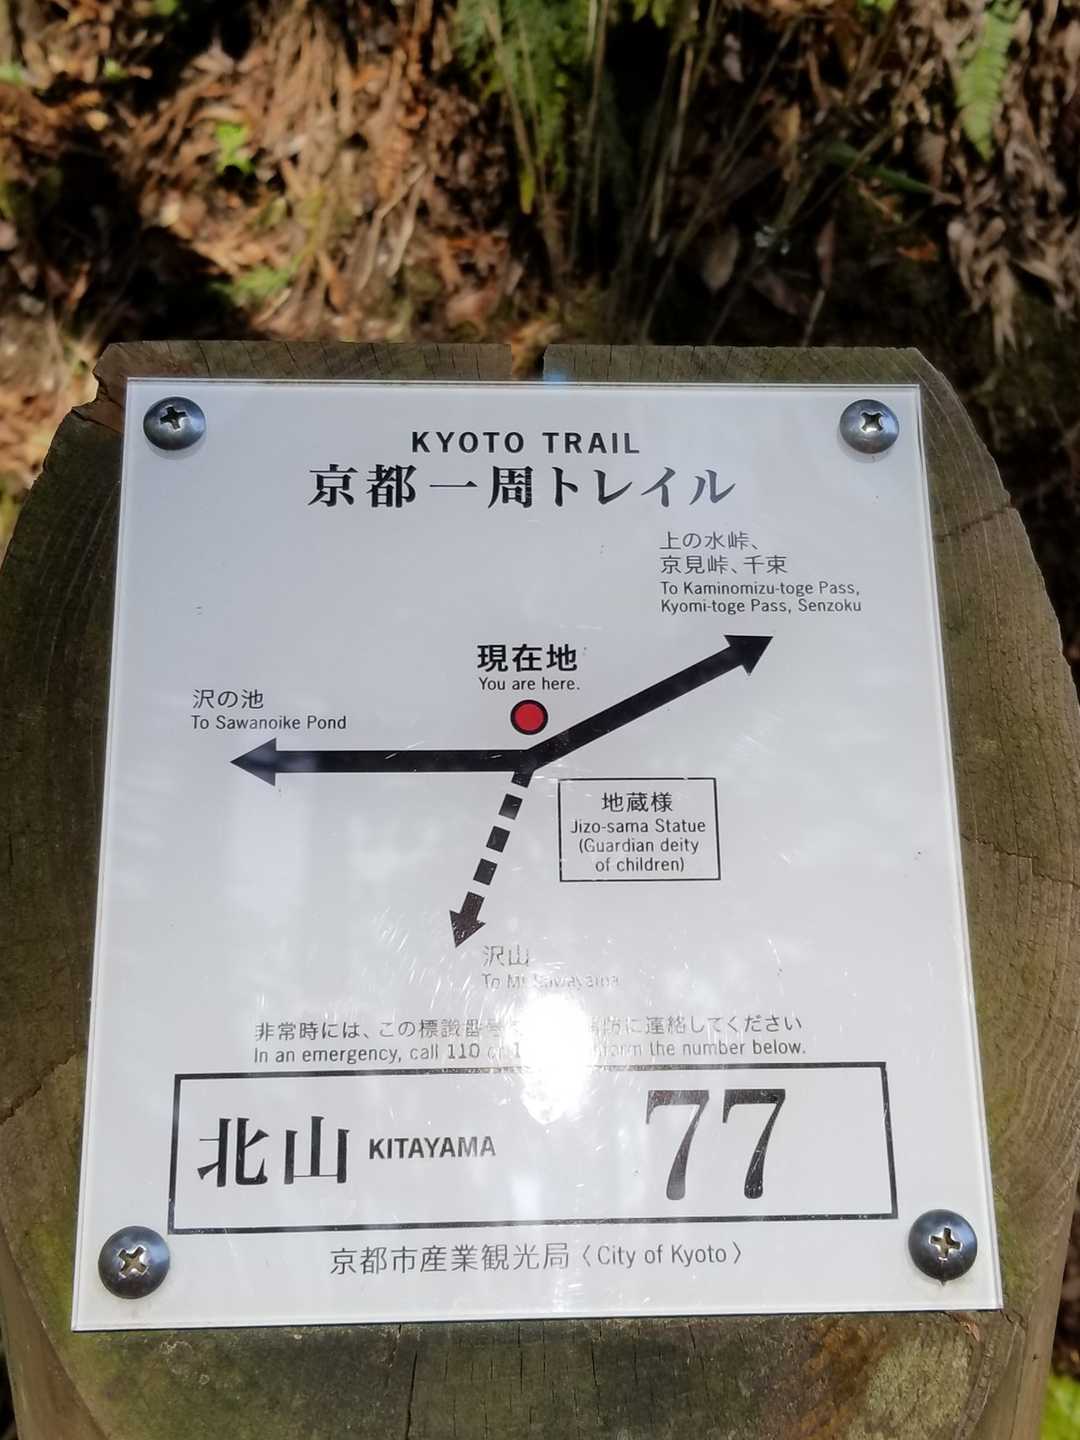 KYOTO TRAIL
京都一周トレイル
上の水峠、
京見峠、千束
To Kaminomizu-toge Pass,
Kyomi-toge Pass, Senzoku
現在地
You are here.
沢の池
To Sawanoike Pond
地蔵様
Jizo-sama Statue
(Guardian deity
of children)
沢山
To Mt
非常時には、この標識番号 に連絡してください
In an emergency, call 110 the number below.
北山 KITAYAMA 77
京都市産業観光局〈City of Kyoto〉